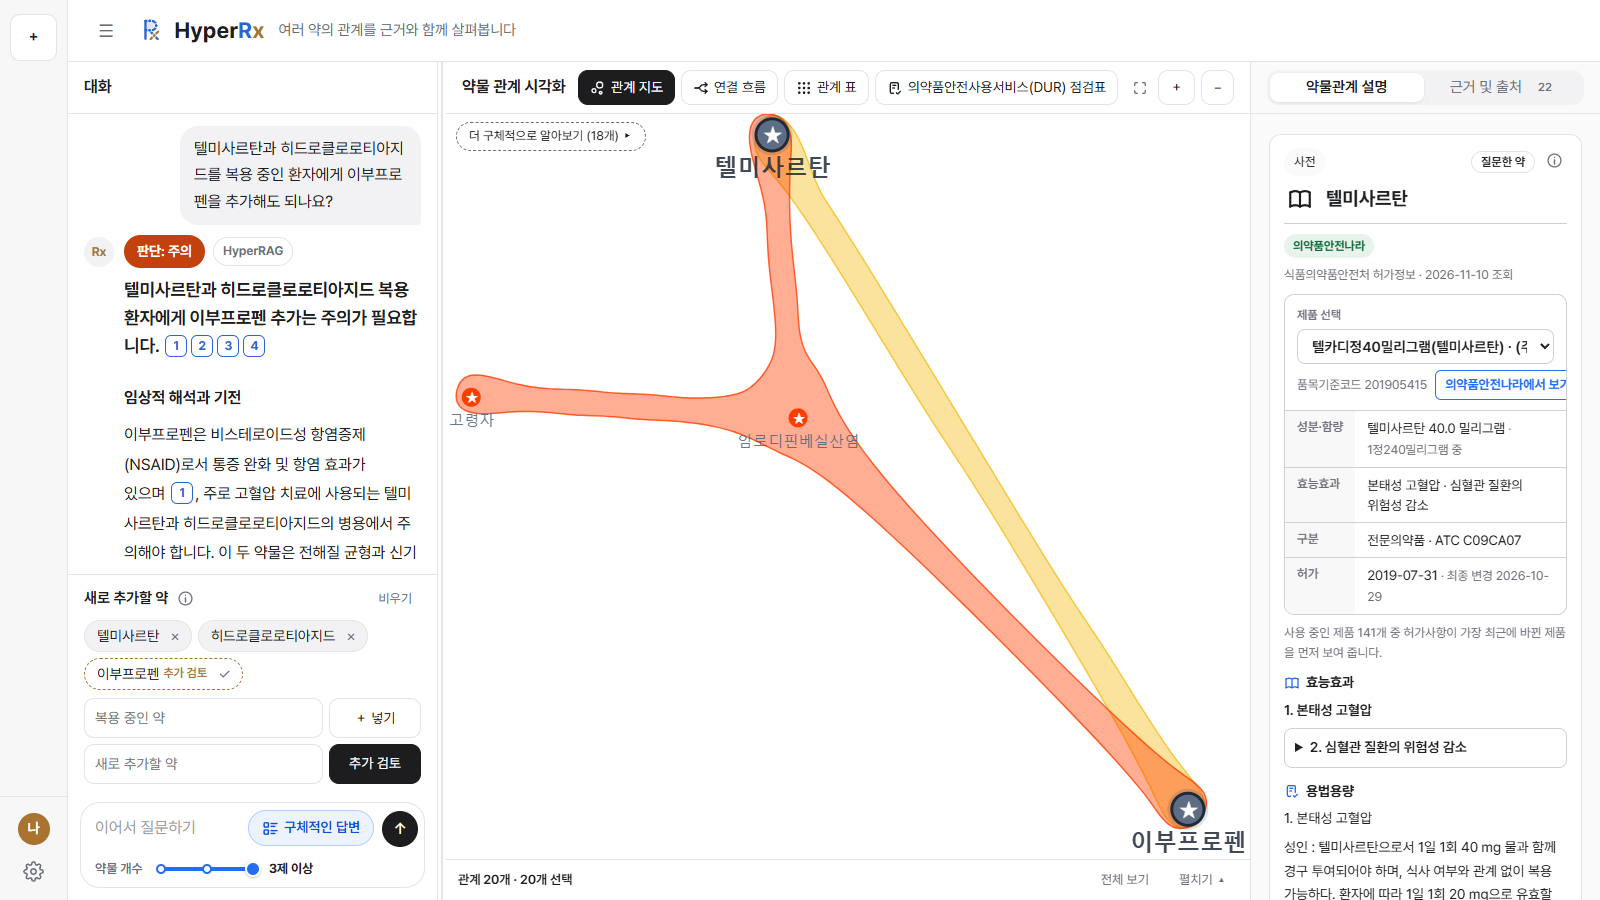 +
☰
HyperRx
여러 약의 관계를 근거와 함께 살펴봅니다
대화
텔미사르탄과 히드로클로로티아지
드를 복용 중인 환자에게 이부프로
펜을 추가해도 되나요?
Rx
판단: 주의
HyperRAG
텔미사르탄과 히드로클로로티아지드 복용
환자에게 이부프로펜 추가는 주의가 필요합
니다. 1 2 3 4
임상적 해석과 기전
이부프로펜은 비스테로이드성 항염증제
(NSAID)로서 통증 완화 및 항염 효과가
있으며 1 , 주로 고혈압 치료에 사용되는 텔미
사르탄과 히드로클로로티아지드의 병용에서 주
의해야 합니다. 이 두 약물은 전해질 균형과 신기
새로 추가할 약
비우기
텔미사르탄 ×
히드로클로로티아지드 ×
이부프로펜 추가 검토 ✓
복용 중인 약
+ 넣기
새로 추가할 약
추가 검토
이어서 질문하기
구체적인 답변
약물 개수
3제 이상
나
약물 관계 시각화
관계 지도
연결 흐름
관계 표
의약품안전사용서비스(DUR) 점검표
+
−
더 구체적으로 알아보기 (18개) ▸
텔미사르탄
고령자
암로디핀베실산염
이부프로펜
관계 20개 · 20개 선택
전체 보기
펼치기 ▴
약물관계 설명
근거 및 출처 22
사전
질문한 약
텔미사르탄
의약품안전나라
식품의약품안전처 허가정보 · 2026-11-10 조회
제품 선택
텔카디정40밀리그램(텔미사르탄) · (주
품목기준코드 201905415
의약품안전나라에서 보기
성분·함량
텔미사르탄 40.0 밀리그램 ·
1정240밀리그램 중
효능효과
본태성 고혈압 · 심혈관 질환의
위험성 감소
구분
전문의약품 · ATC C09CA07
허가
2019-07-31 · 최종 변경 2026-10-
29
사용 중인 제품 141개 중 허가사항이 가장 최근에 바뀐 제품
을 먼저 보여 줍니다.
효능효과
1. 본태성 고혈압
▶ 2. 심혈관 질환의 위험성 감소
용법용량
1. 본태성 고혈압
성인 : 텔미사르탄으로서 1일 1회 40 mg 물과 함께
경구 투여되어야 하며, 식사 여부와 관계 없이 복용
가능하다. 환자에 따라 1일 1회 20 mg으로 유효할